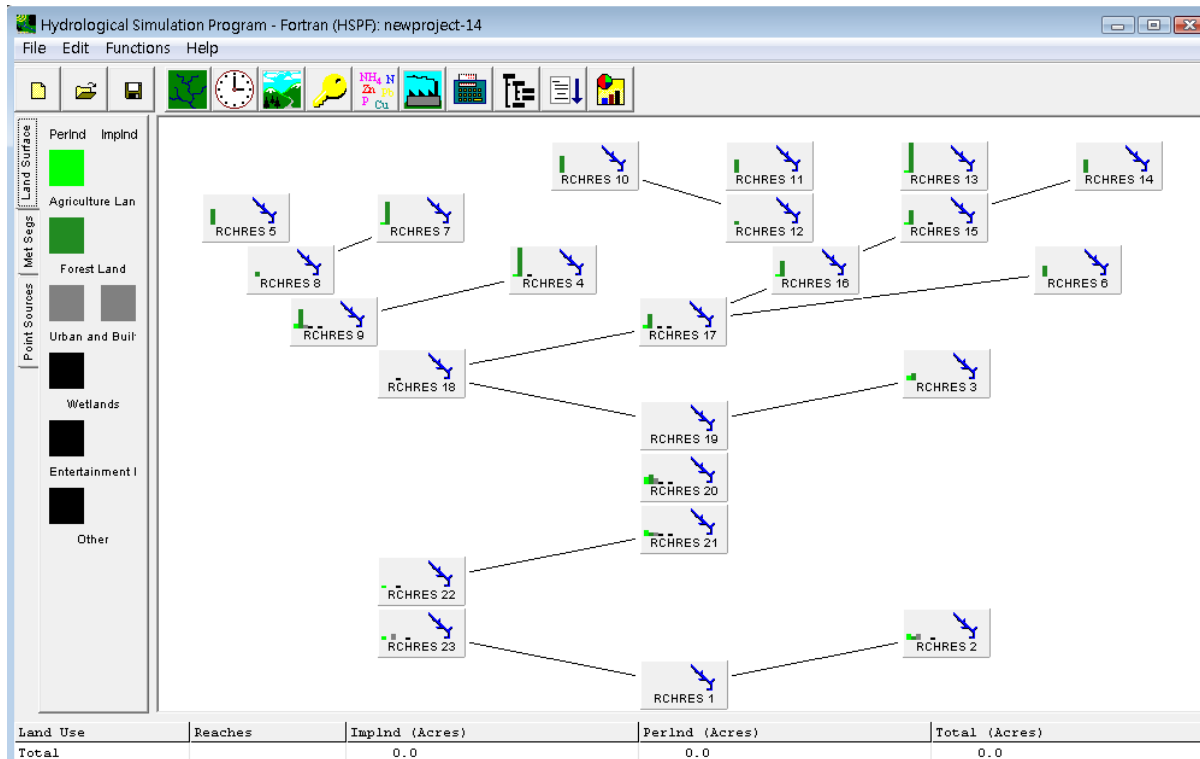 Hydrological Simulation Program - Fortran (HSPF): newproject-14
File Edit Functions Help
NH4 N
Zn Pb
P Cu
Land Surface
Met Segs
Point Sources
PerInd ImpInd
Agriculture Lan
Forest Land
Urban and Buil
Wetlands
Entertainment I
Other
RCHRES 10 RCHRES 11 RCHRES 13 RCHRES 14
RCHRES 5 RCHRES 7 RCHRES 12 RCHRES 15
RCHRES 8 RCHRES 4 RCHRES 16 RCHRES 6
RCHRES 9 RCHRES 17
RCHRES 18 RCHRES 3
RCHRES 19
RCHRES 20
RCHRES 21
RCHRES 22
RCHRES 23 RCHRES 2
RCHRES 1
Land Use Reaches ImpInd (Acres) PerInd (Acres) Total (Acres)
Total 0.0 0.0 0.0